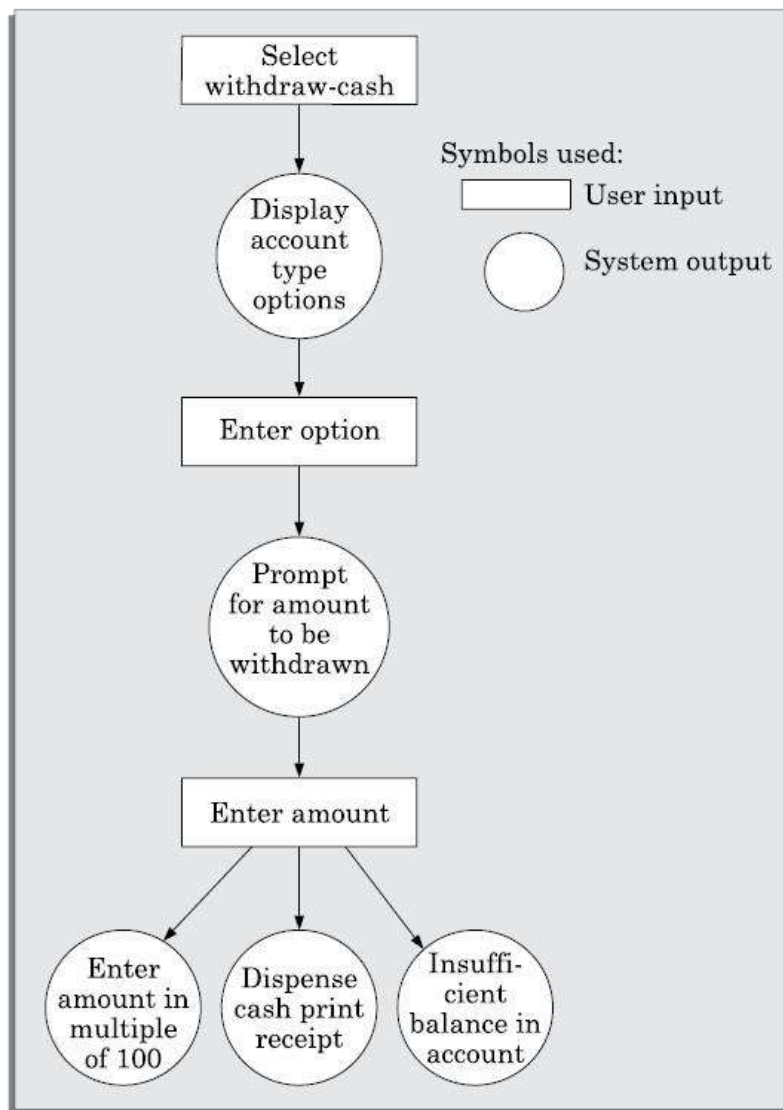 Select
withdraw-cash
Symbols used:
User input
System output
Display
account
type
options
Enter option
Prompt
for amount
to be
withdrawn
Enter amount
Enter
amount in
multiple
of 100
Dispense
cash print
receipt
Insuffi-
cient
balance in
account